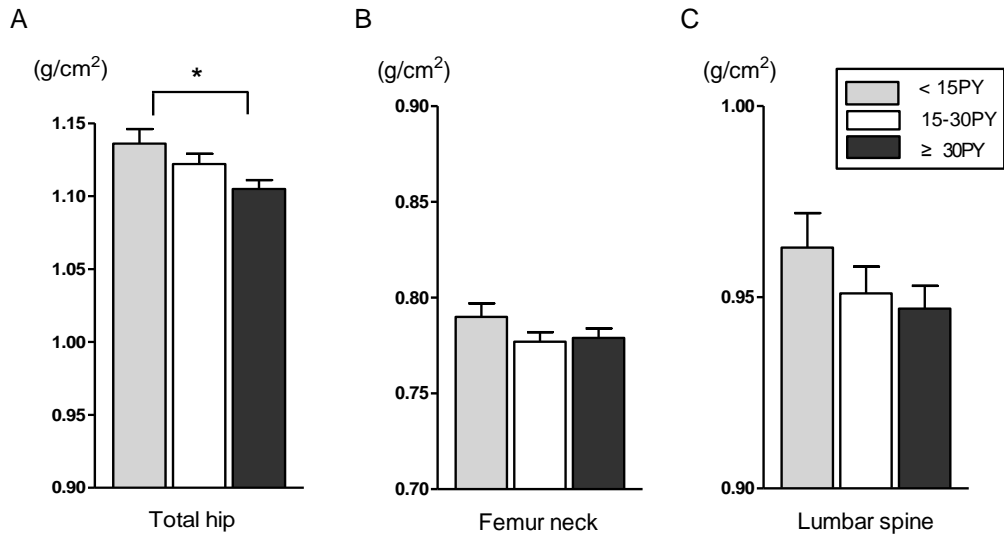 A
(g/cm²)
*
1.15
1.10
1.05
1.00
0.95
0.90
Total hip
B
(g/cm²)
0.90
0.85
0.80
0.75
0.70
Femur neck
C
(g/cm²)
1.00
0.95
0.90
Lumbar spine
< 15PY
15-30PY
≥ 30PY